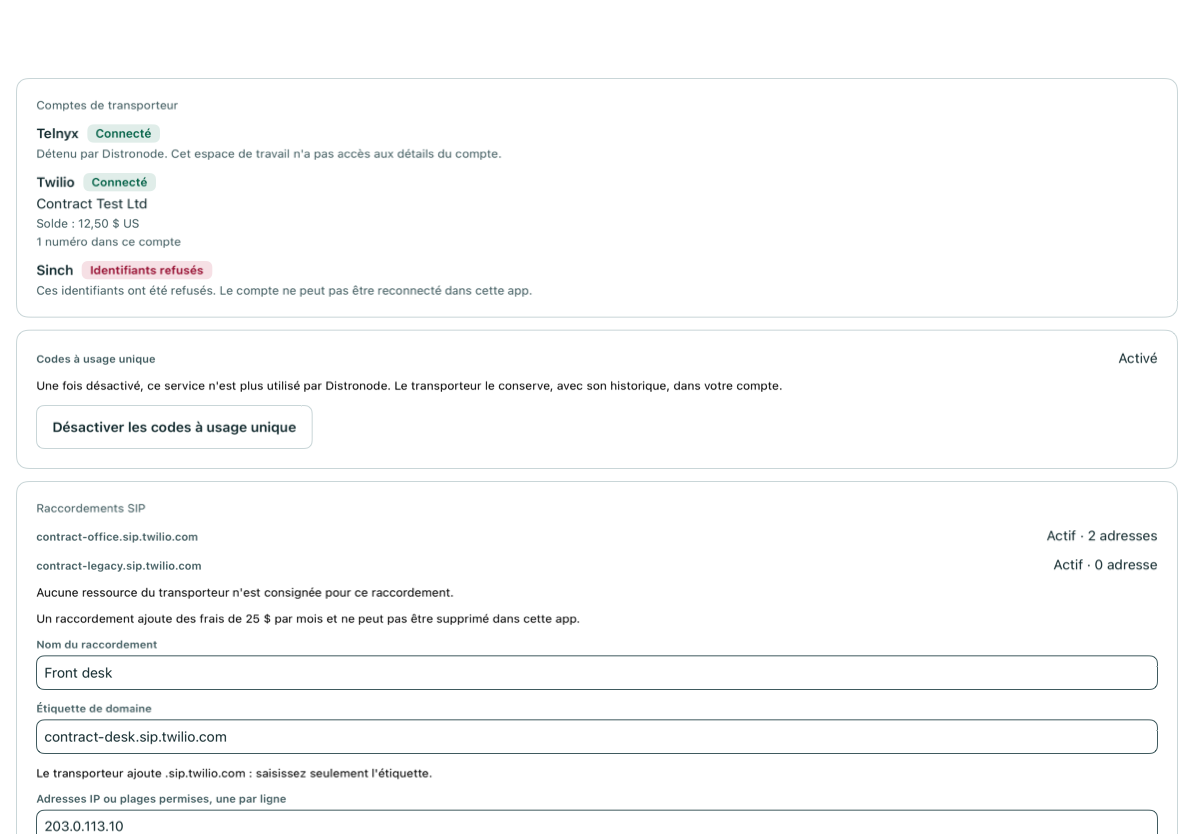 Comptes de transporteur
Telnyx Connecté
Détenu par Distronode. Cet espace de travail n'a pas accès aux détails du compte.
Twilio Connecté
Contract Test Ltd
Solde : 12,50 $ US
1 numéro dans ce compte
Sinch Identifiants refusés
Ces identifiants ont été refusés. Le compte ne peut pas être reconnecté dans cette app.
Codes à usage unique Activé
Une fois désactivé, ce service n'est plus utilisé par Distronode. Le transporteur le conserve, avec son historique, dans votre compte.
Désactiver les codes à usage unique
Raccordements SIP
contract-office.sip.twilio.com Actif · 2 adresses
contract-legacy.sip.twilio.com Actif · 0 adresse
Aucune ressource du transporteur n'est consignée pour ce raccordement.
Un raccordement ajoute des frais de 25 $ par mois et ne peut pas être supprimé dans cette app.
Nom du raccordement
Front desk
Étiquette de domaine
contract-desk.sip.twilio.com
Le transporteur ajoute .sip.twilio.com : saisissez seulement l'étiquette.
Adresses IP ou plages permises, une par ligne
203.0.113.10